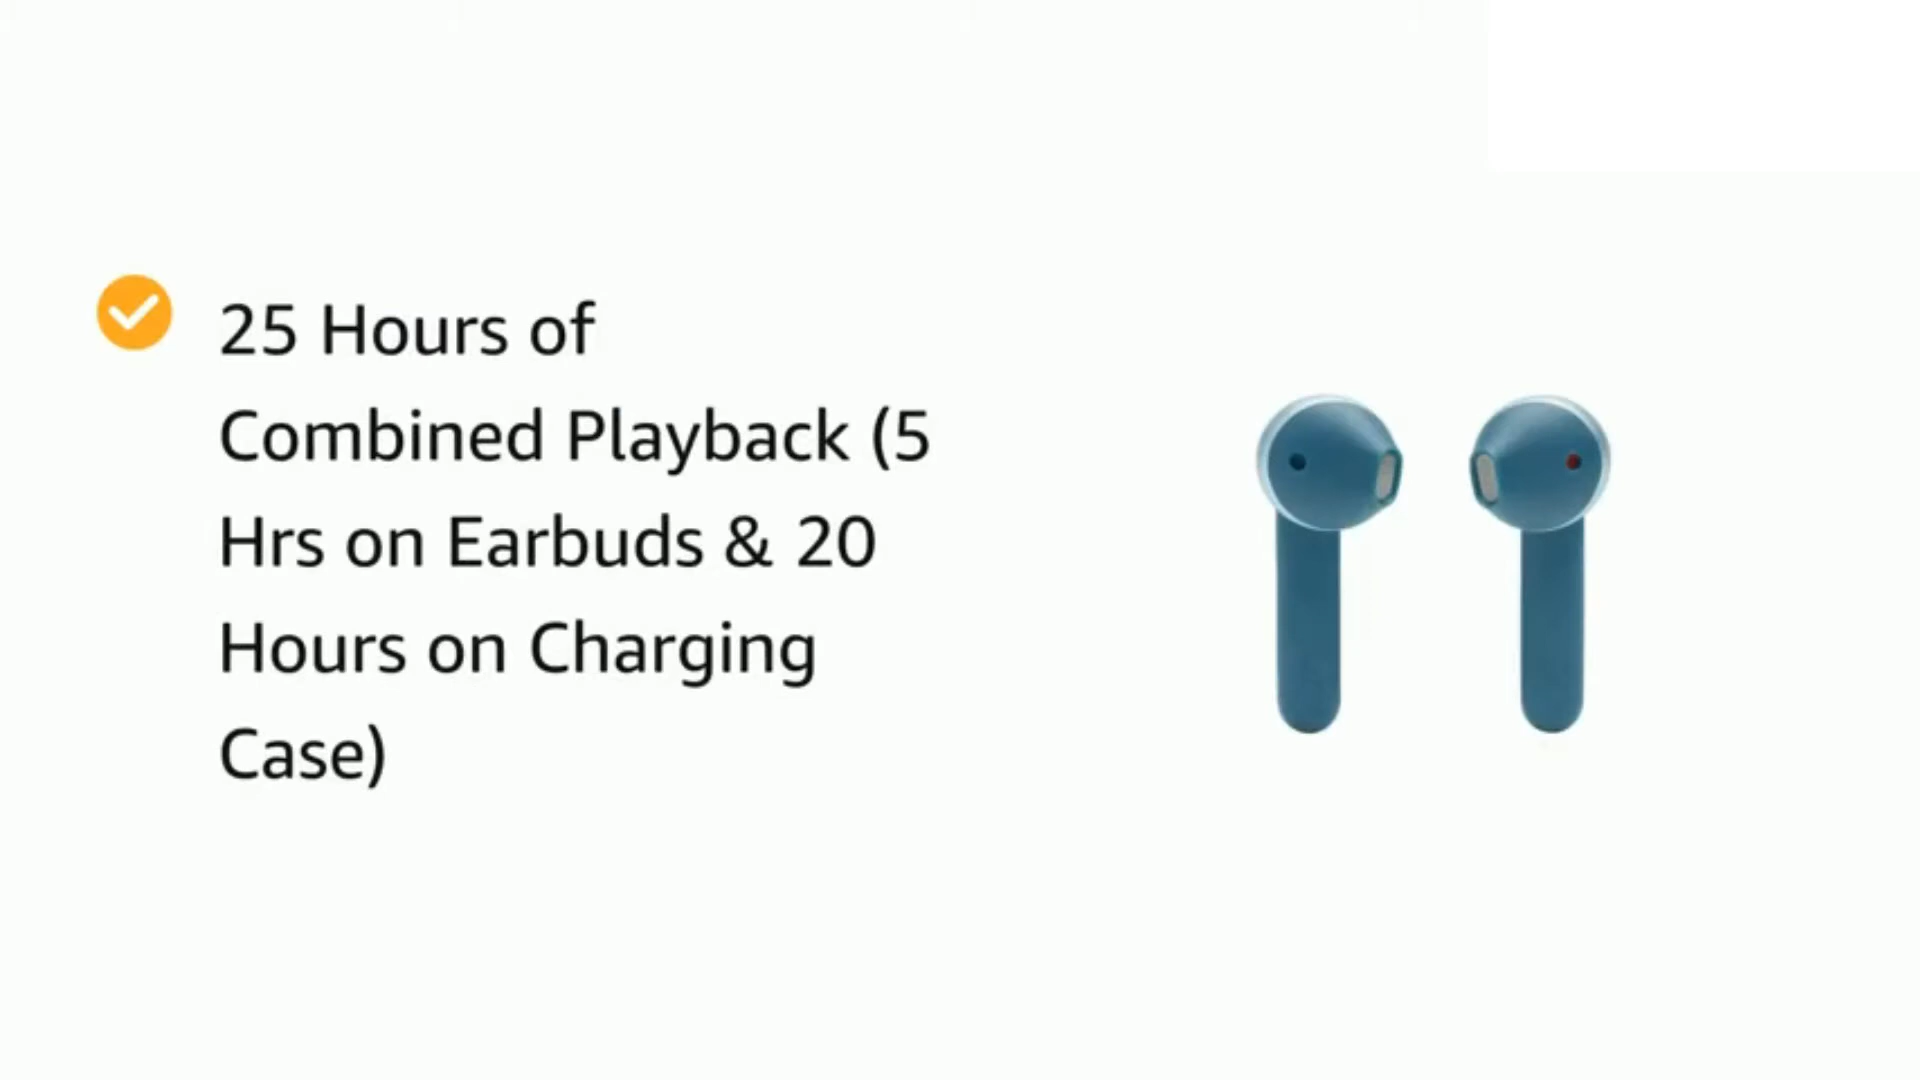 25 Hours of
Combined Playback (5
Hrs on Earbuds & 20
Hours on Charging
Case)